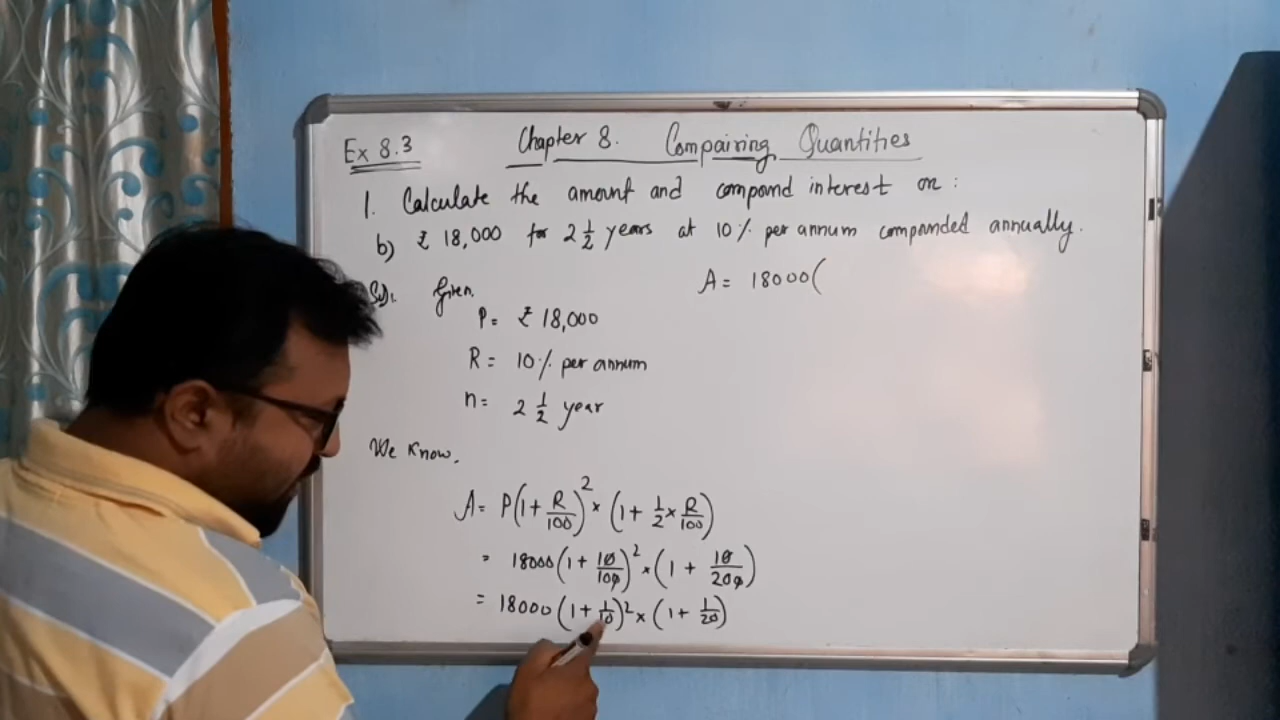 Ex 8.3
Chapter 8. Compairing Quantities
1. Calculate the amount and compound interest on :
b) ₹ 18,000 for 2 1/2 years at 10% per annum compounded annually.
Sol. Given,
P = ₹ 18,000
R = 10% per annum
n = 2 1/2 year
We know,
A = P(1 + R/100)² × (1 + 1/2 × R/100)
= 18000(1 + 10/100)² × (1 + 10/200)
= 18000(1 + 1/10)² × (1 + 1/20)
A = 18000(